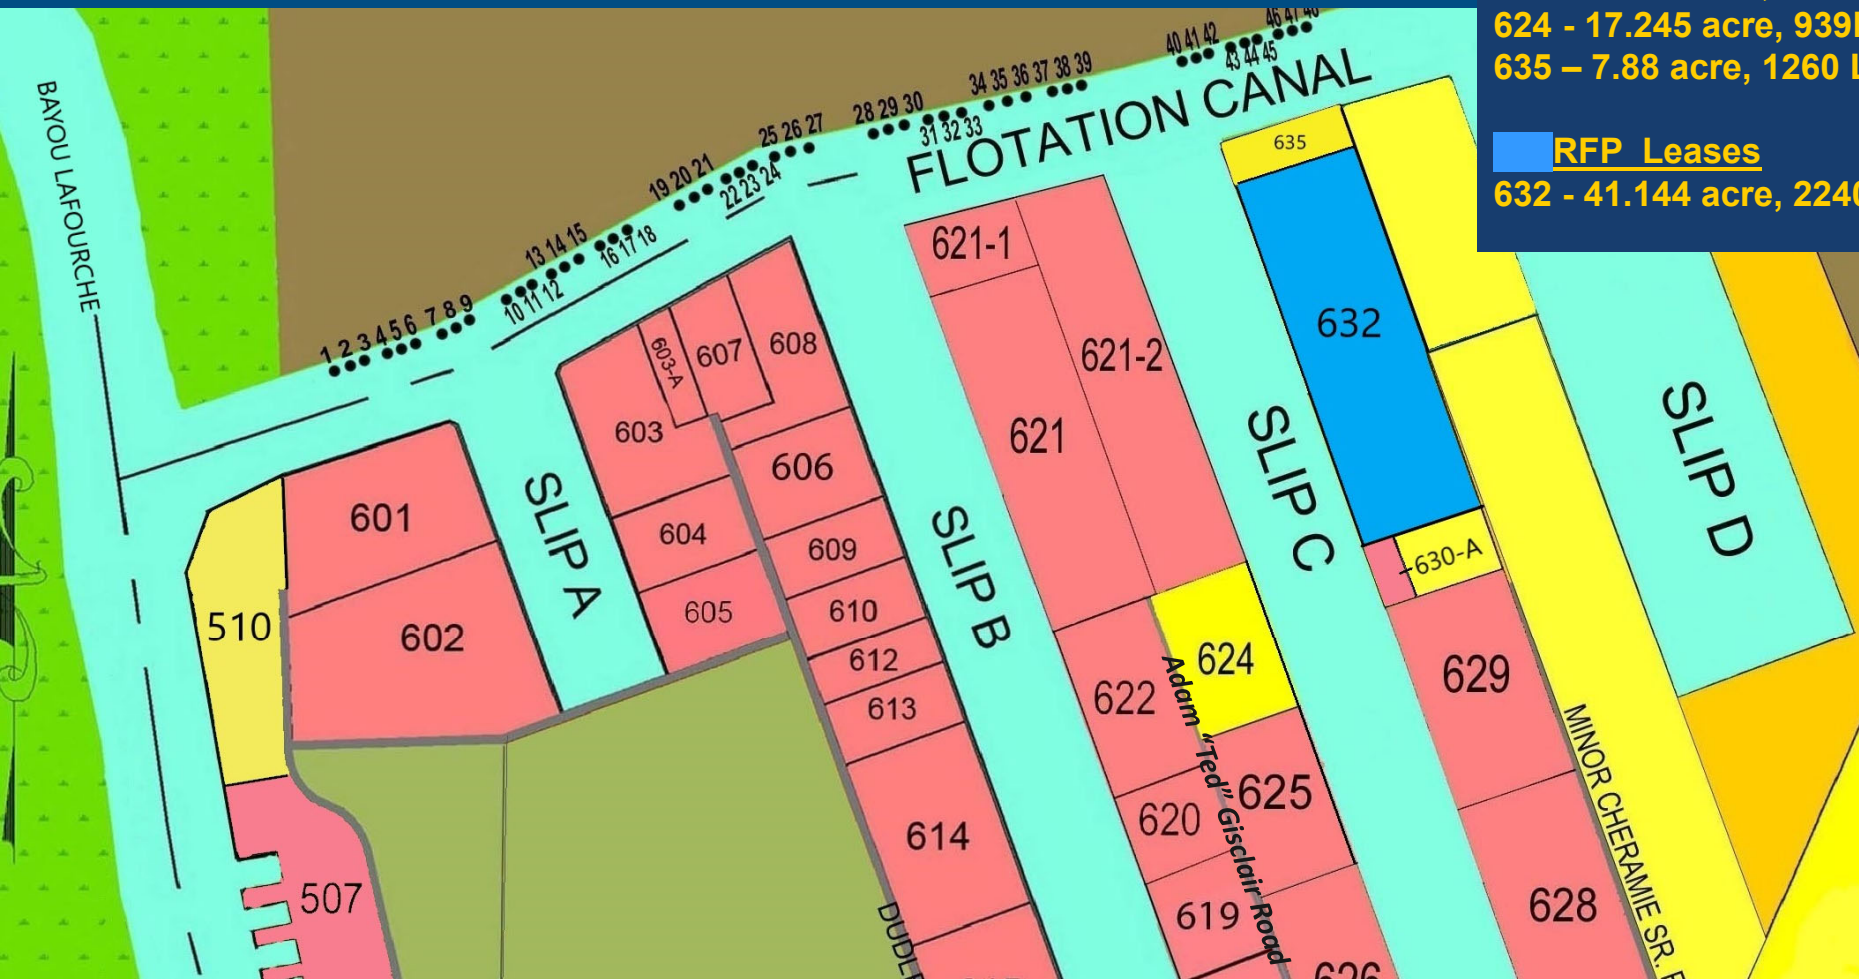 624 - 17.245 acre, 939
635 – 7.88 acre, 1260 L
RFP Leases
632 - 41.144 acre, 2240
46 47 48
40 41 42
43 44 45
34 35 36 37 38 39
28 29 30
31 32 33
25 26 27
22 23 24
19 20 21
16 17 18
13 14 15
10 11 12
7 8 9
4 5 6
1 2 3
FLOTATION CANAL
BAYOU LAFOURCHE
635
621-1
632
603-A
607
608
621-2
603
621
606
SLIP A
SLIP B
SLIP C
SLIP D
601
604
609
630-A
602
605
610
510
612
624
613
622
629
614
620
625
619
628
507
626
Adam "Ted" Gisclair Road
MINOR CHERAMIE SR.